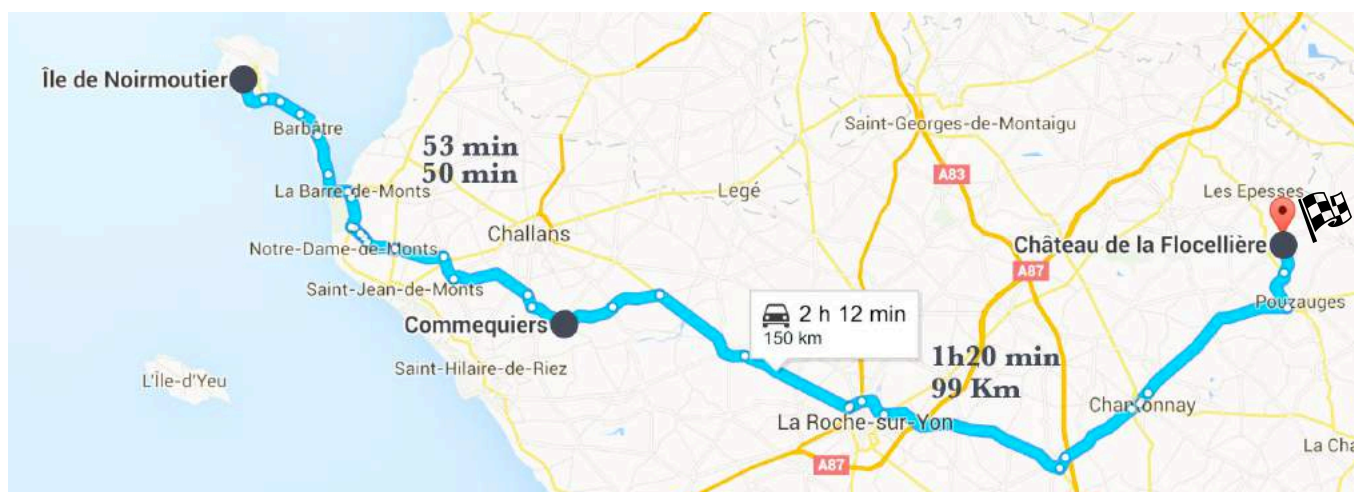 Île de Noirmoutier
Barbâtre
53 min
50 min
Saint-Georges-de-Montaigu
A83
La Barre-de-Monts
Legé
Les Epesses
Challans
Notre-Dame-de-Monts
Château de la Flocellière
A87
Saint-Jean-de-Monts
Pouzauges
Commequiers
2 h 12 min
150 km
1h20 min
99 Km
Saint-Hilaire-de-Riez
L'Île-d'Yeu
Chantonnay
La Roche-sur-Yon
La Cha
A87